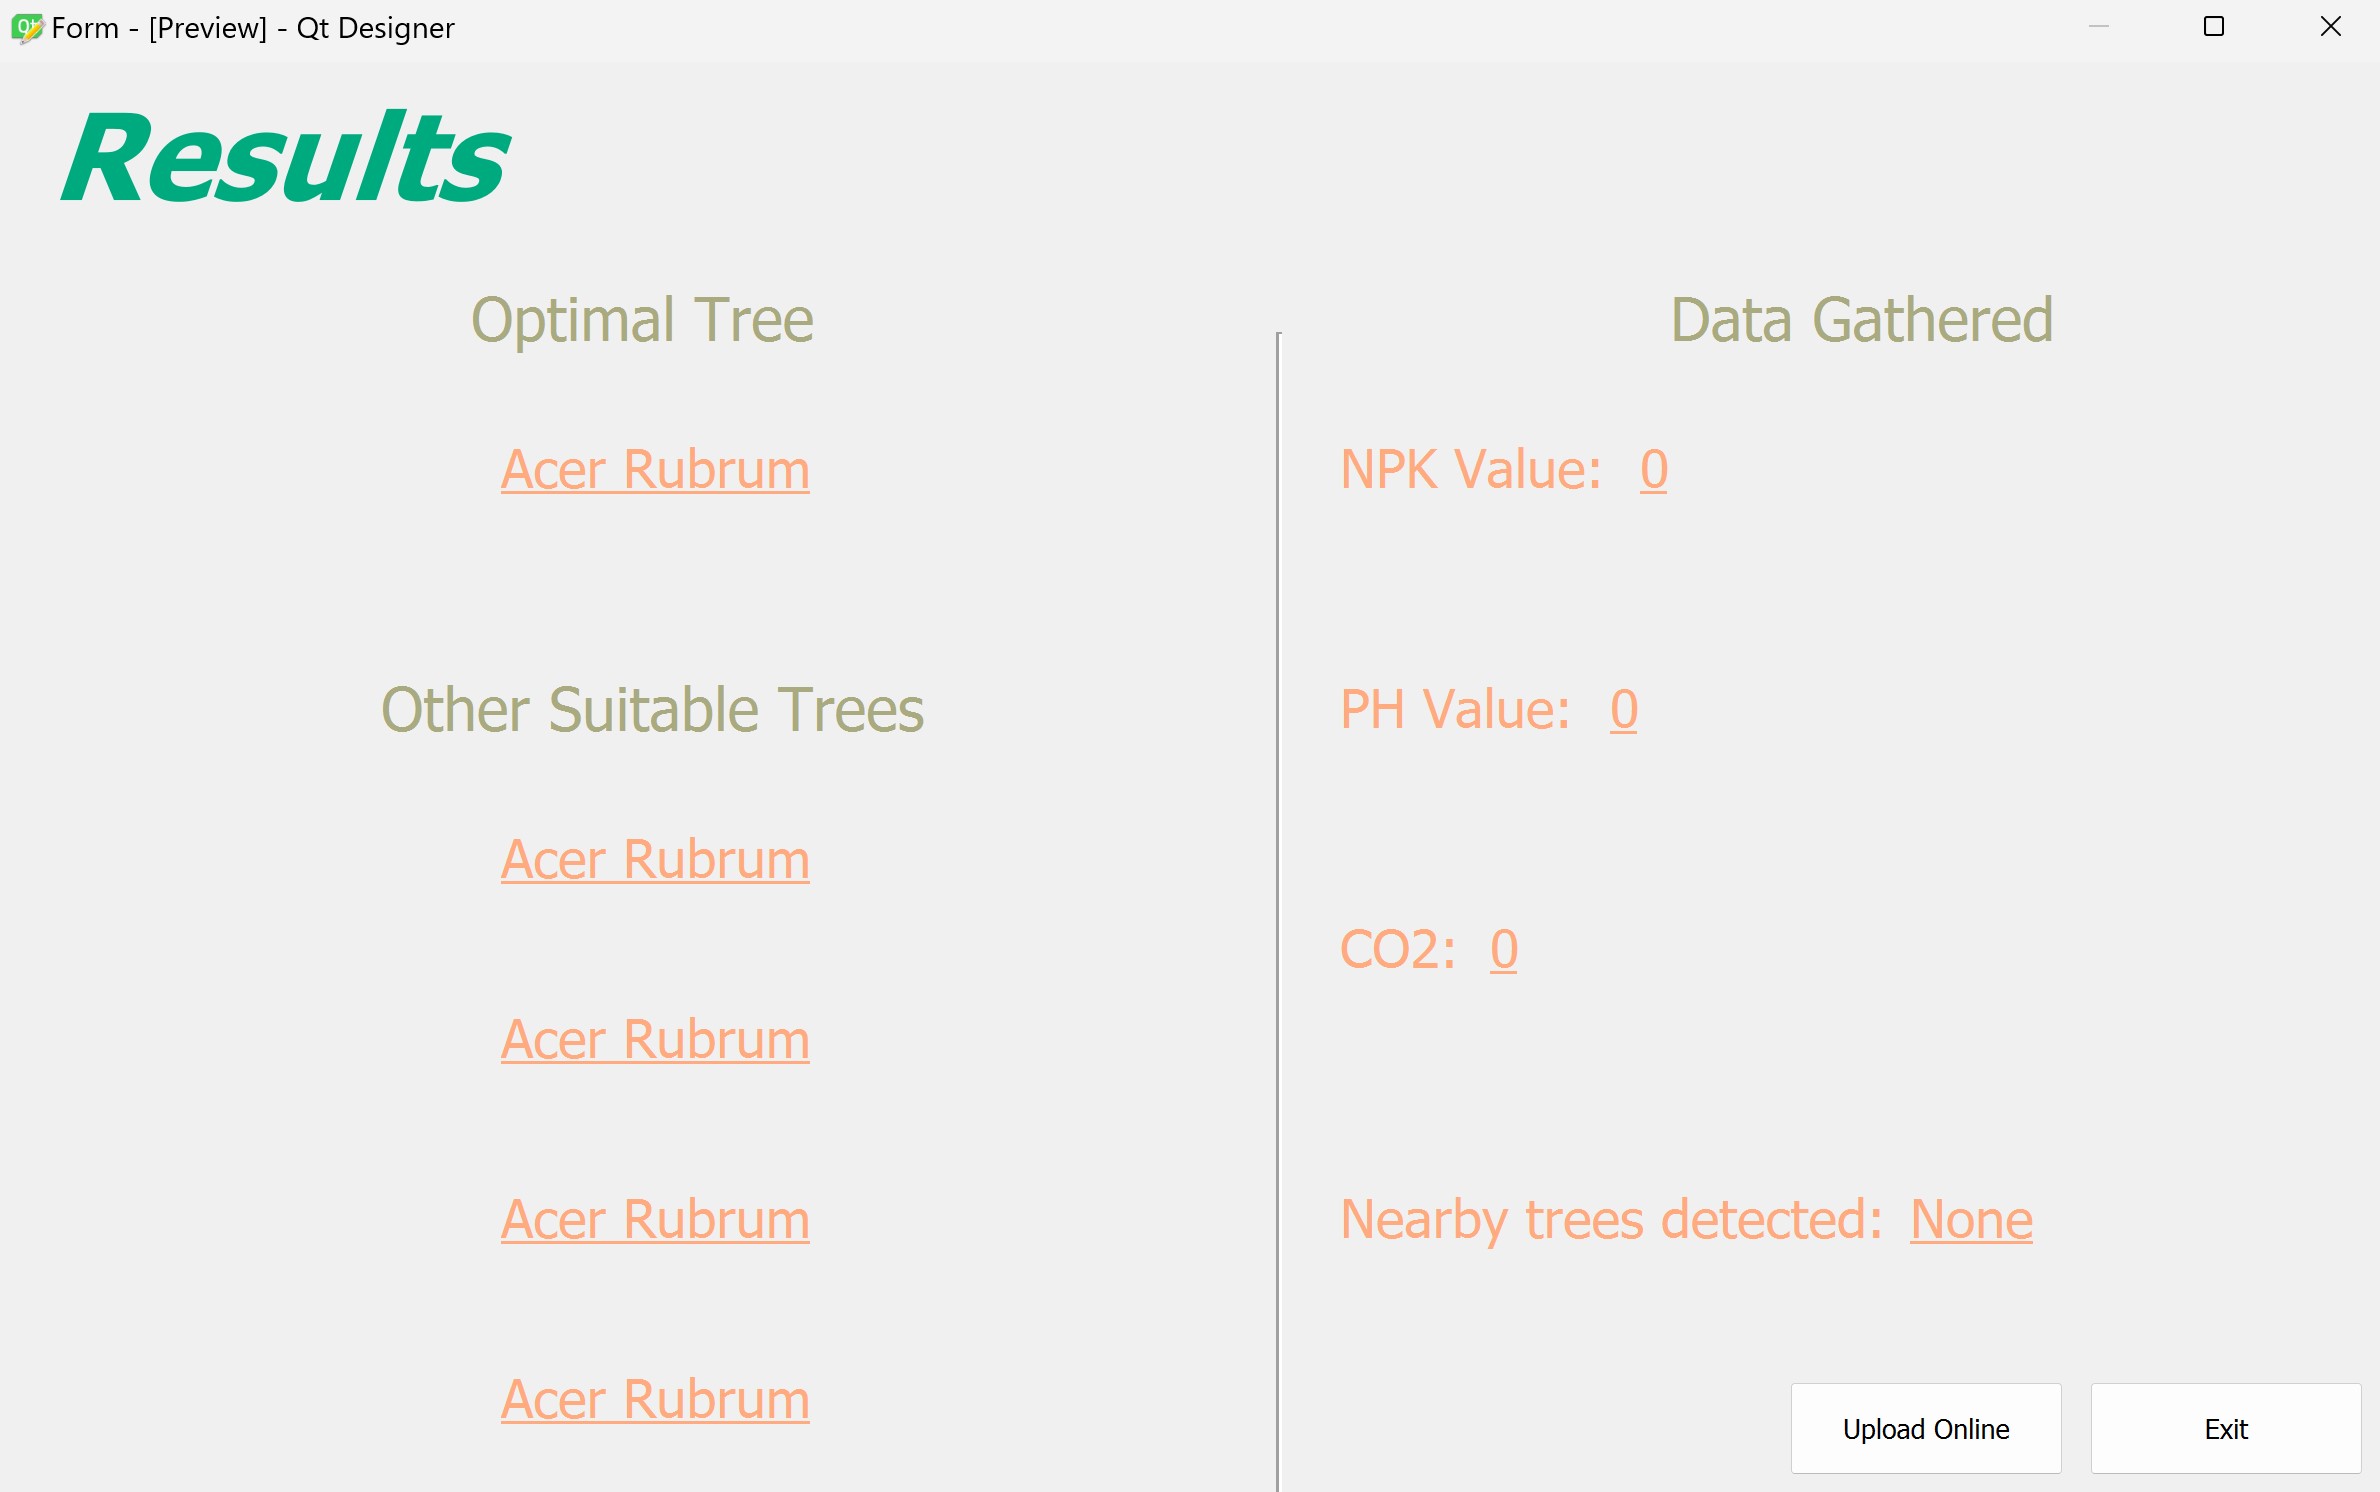 Form - [Preview] - Qt Designer
Results
Optimal Tree
Acer Rubrum
Other Suitable Trees
Acer Rubrum
Acer Rubrum
Acer Rubrum
Acer Rubrum
Data Gathered
NPK Value: 0
PH Value: 0
CO2: 0
Nearby trees detected: None
Upload Online
Exit